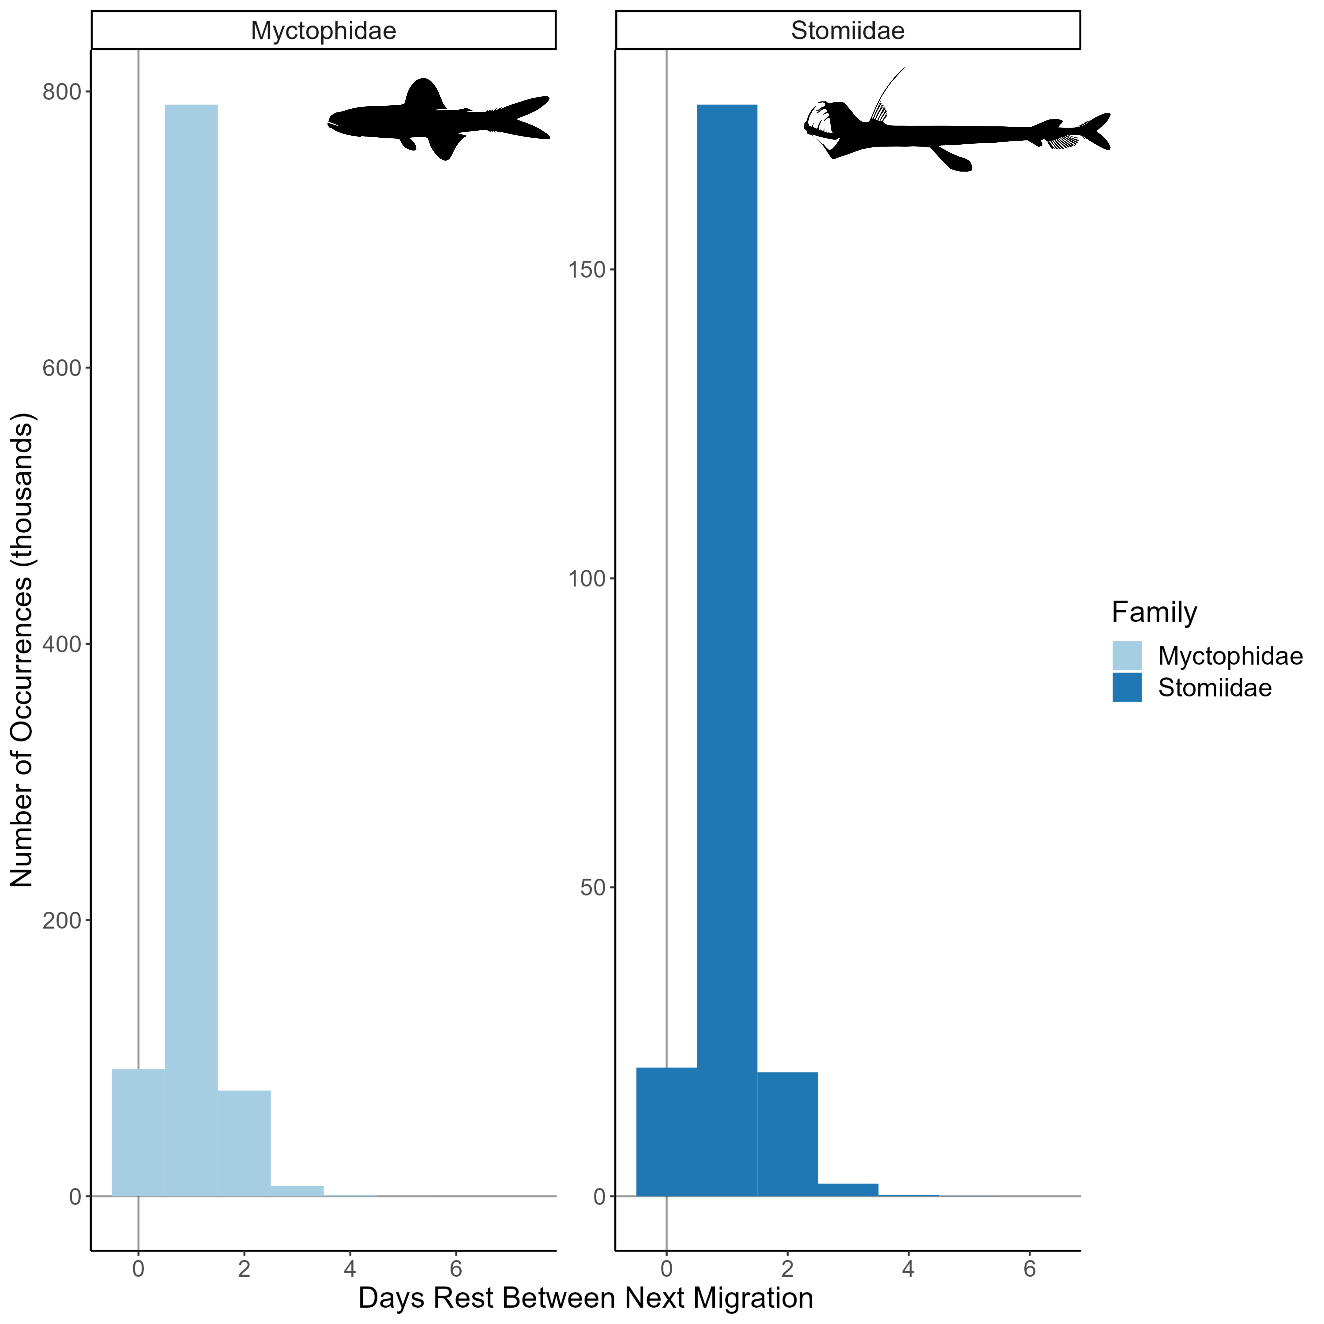 Myctophidae
Stomiidae
Number of Occurrences (thousands)
800
600
400
200
0
0
2
4
6
150
100
50
0
0
2
4
6
Days Rest Between Next Migration
Family
Myctophidae
Stomiidae